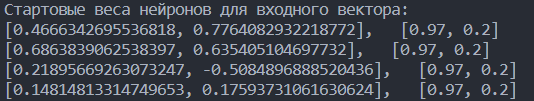 Стартовые веса нейронов для входного вектора:
[0.4666342695536818, 0.7764082932218772],   [0.97, 0.2]
[0.6863839062538397, 0.635405104697732],   [0.97, 0.2]
[0.21895669263073247, -0.5084896888520436],   [0.97, 0.2]
[0.14814813314749653, 0.17593731061630624],   [0.97, 0.2]